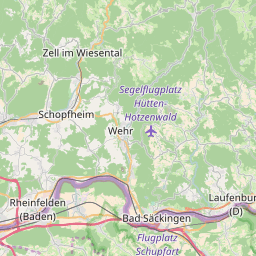 Zell im Wiesental
Segelflugplatz
Hütten-
Hotzenwald
Schopfheim
Wehr
Rheinfelden
(Baden)
Laufenbur
(D)
Bad Säckingen
Flugplatz
Schupfart